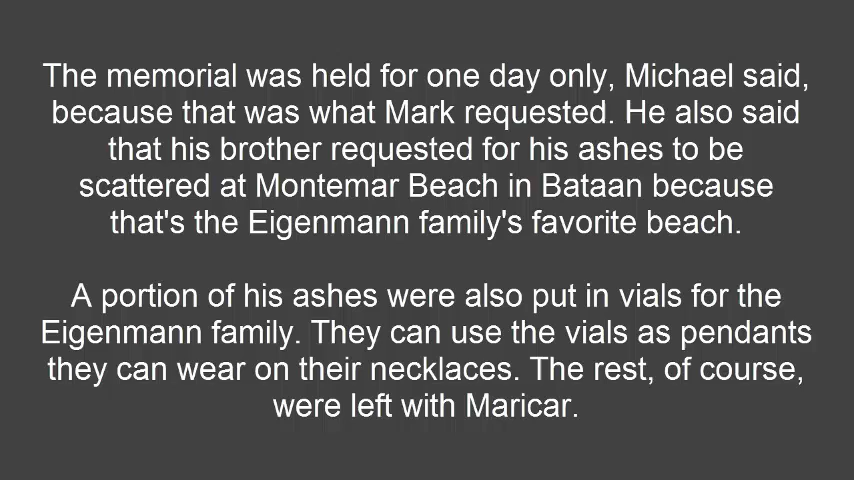 The memorial was held for one day only, Michael said,
because that was what Mark requested. He also said
that his brother requested for his ashes to be
scattered at Montemar Beach in Bataan because
that's the Eigenmann family's favorite beach.
A portion of his ashes were also put in vials for the
Eigenmann family. They can use the vials as pendants
they can wear on their necklaces. The rest, of course,
were left with Maricar.